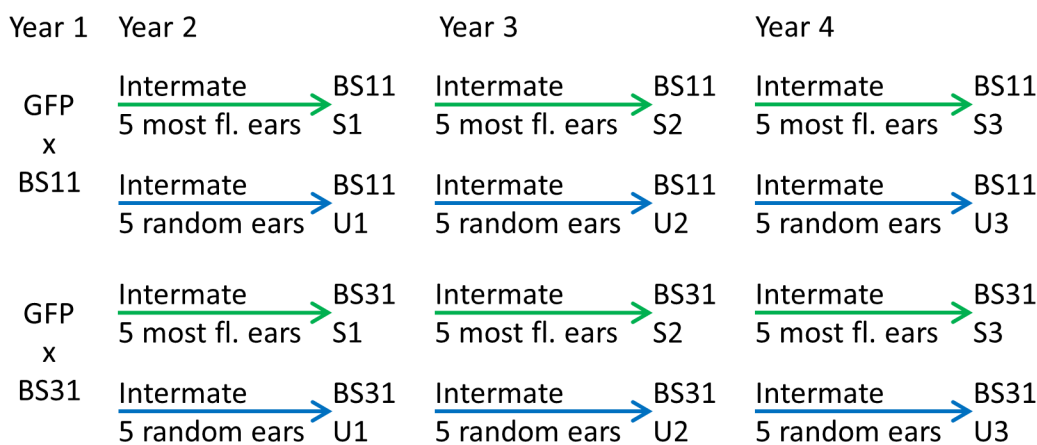 Year 1 Year 2 Year 3 Year 4
GFP
x
BS11
Intermate BS11 Intermate BS11 Intermate BS11
5 most fl. ears S1 5 most fl. ears S2 5 most fl. ears S3
Intermate BS11 Intermate BS11 Intermate BS11
5 random ears U1 5 random ears U2 5 random ears U3
GFP
x
BS31
Intermate BS31 Intermate BS31 Intermate BS31
5 most fl. ears S1 5 most fl. ears S2 5 most fl. ears S3
Intermate BS31 Intermate BS31 Intermate BS31
5 random ears U1 5 random ears U2 5 random ears U3